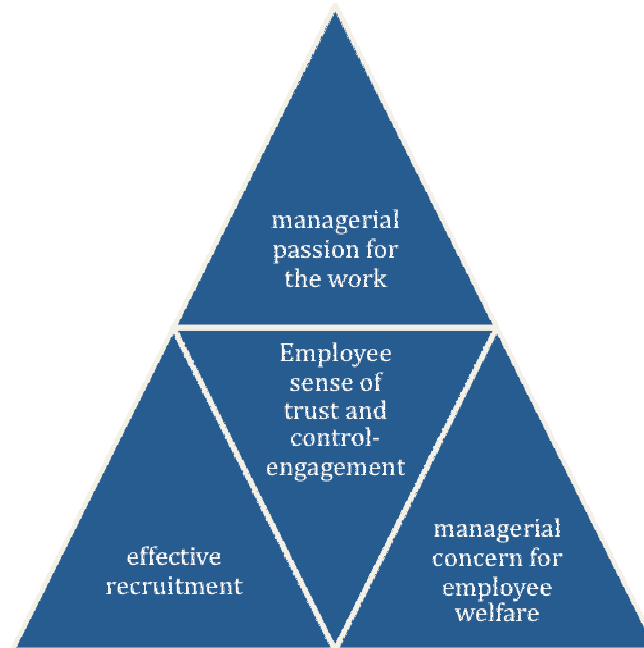 managerial
passion for
the work
Employee
sense of
trust and
control-
engagement
effective
recruitment
managerial
concern for
employee
welfare